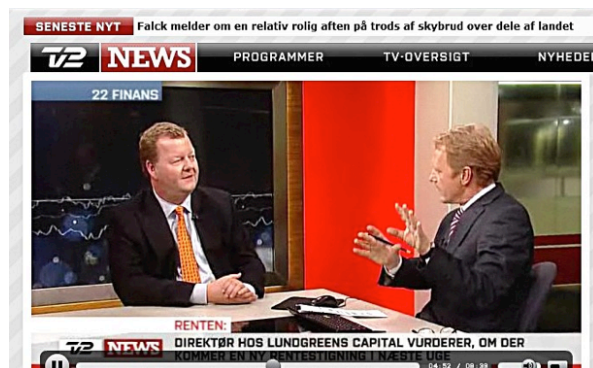 SENESTE NYT Falck melder om en relativ rolig aften på trods af skybrud over dele af landet
TV2 NEWS PROGRAMMER TV-OVERSIGT NYHEDE
22 FINANS
RENTEN:
TV2 NEWS DIREKTØR HOS LUNDGREENS CAPITAL VURDERER, OM DER
KOMMER EN NY RENTESTIGNING I NÆSTE UGE
04:52 / 08:38